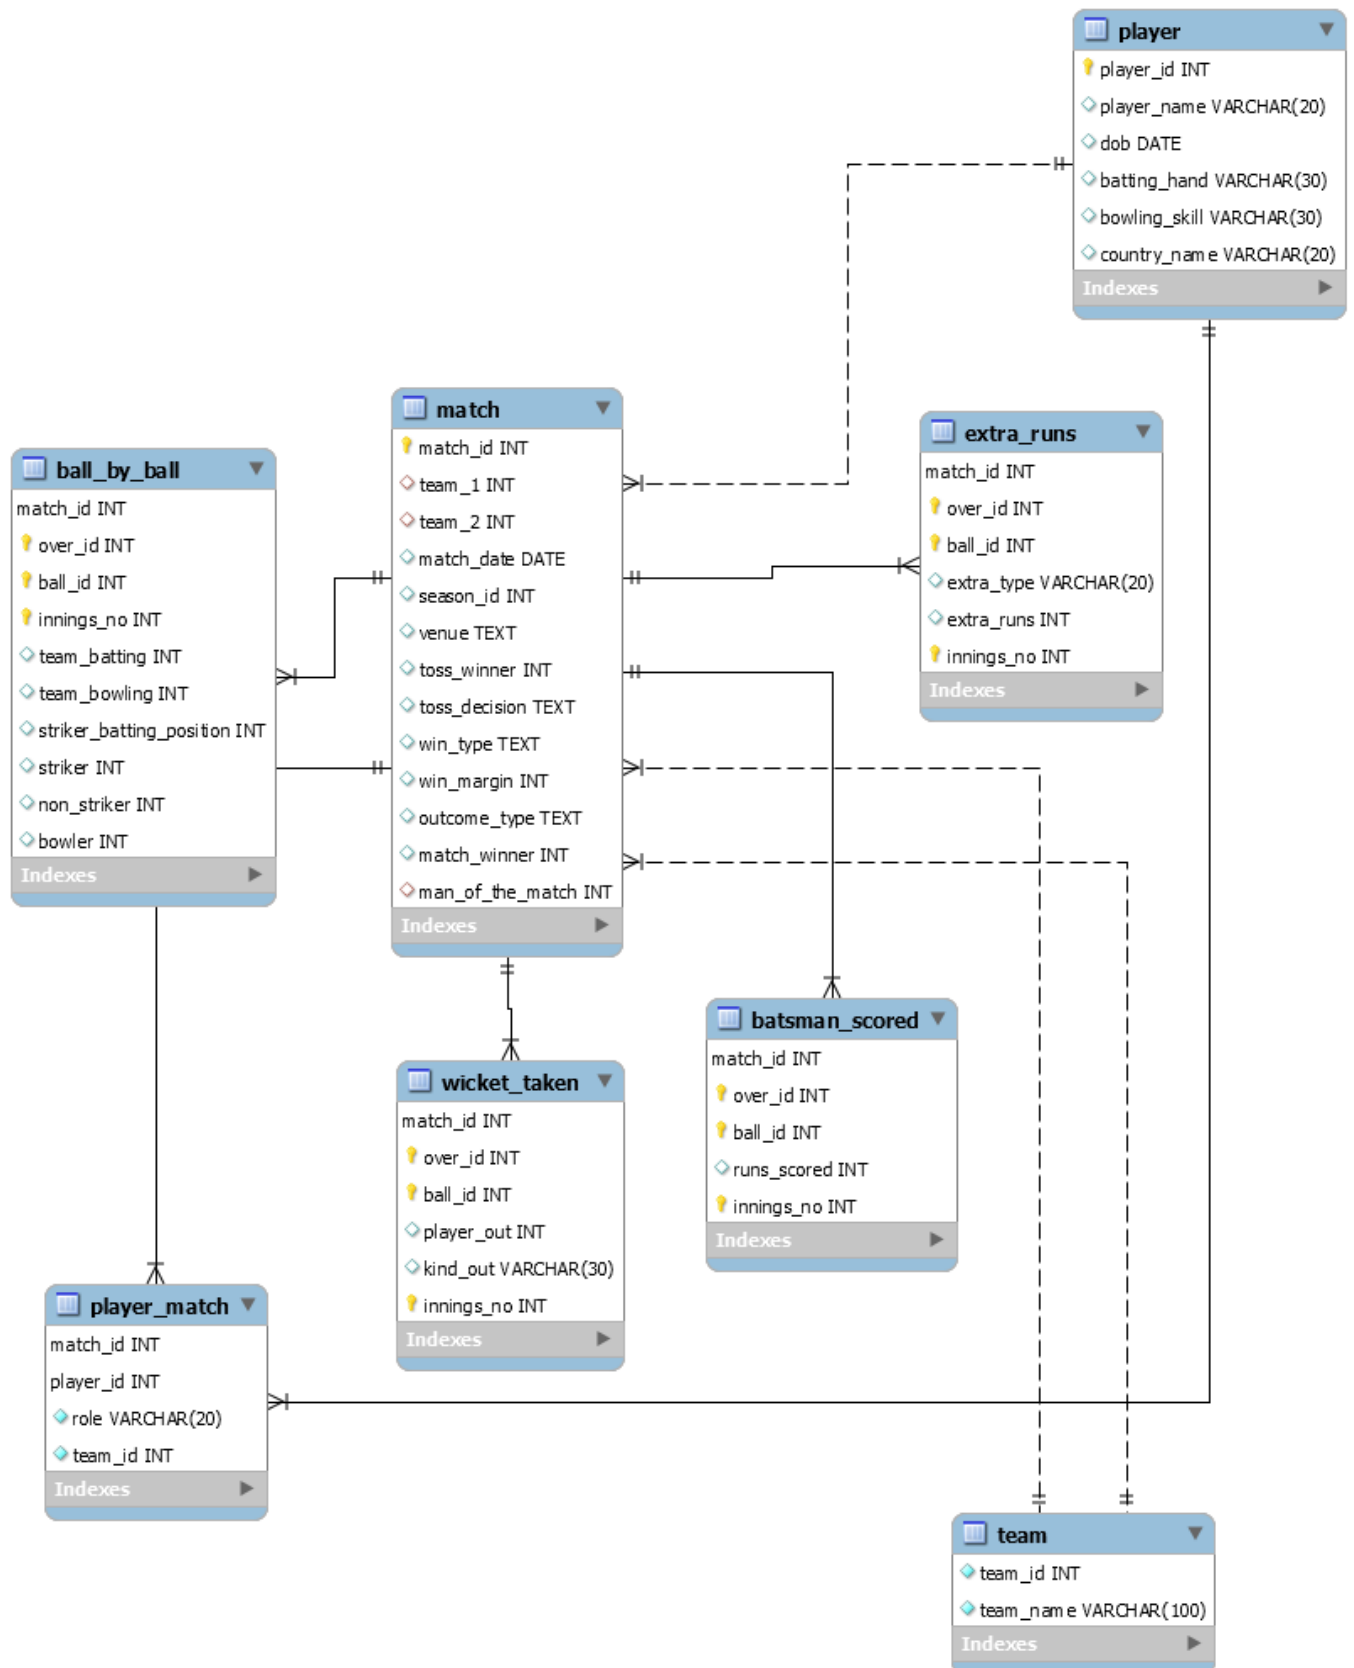 player
player_id INT
player_name VARCHAR(20)
dob DATE
batting_hand VARCHAR(30)
bowling_skill VARCHAR(30)
country_name VARCHAR(20)
Indexes
match
match_id INT
team_1 INT
team_2 INT
match_date DATE
season_id INT
venue TEXT
toss_winner INT
toss_decision TEXT
win_type TEXT
win_margin INT
outcome_type TEXT
match_winner INT
man_of_the_match INT
Indexes
extra_runs
match_id INT
over_id INT
ball_id INT
extra_type VARCHAR(20)
extra_runs INT
innings_no INT
Indexes
ball_by_ball
match_id INT
over_id INT
ball_id INT
innings_no INT
team_batting INT
team_bowling INT
striker_batting_position INT
striker INT
non_striker INT
bowler INT
Indexes
batsman_scored
match_id INT
over_id INT
ball_id INT
runs_scored INT
innings_no INT
Indexes
wicket_taken
match_id INT
over_id INT
ball_id INT
player_out INT
kind_out VARCHAR(30)
innings_no INT
Indexes
player_match
match_id INT
player_id INT
role VARCHAR(20)
team_id INT
Indexes
team
team_id INT
team_name VARCHAR(100)
Indexes